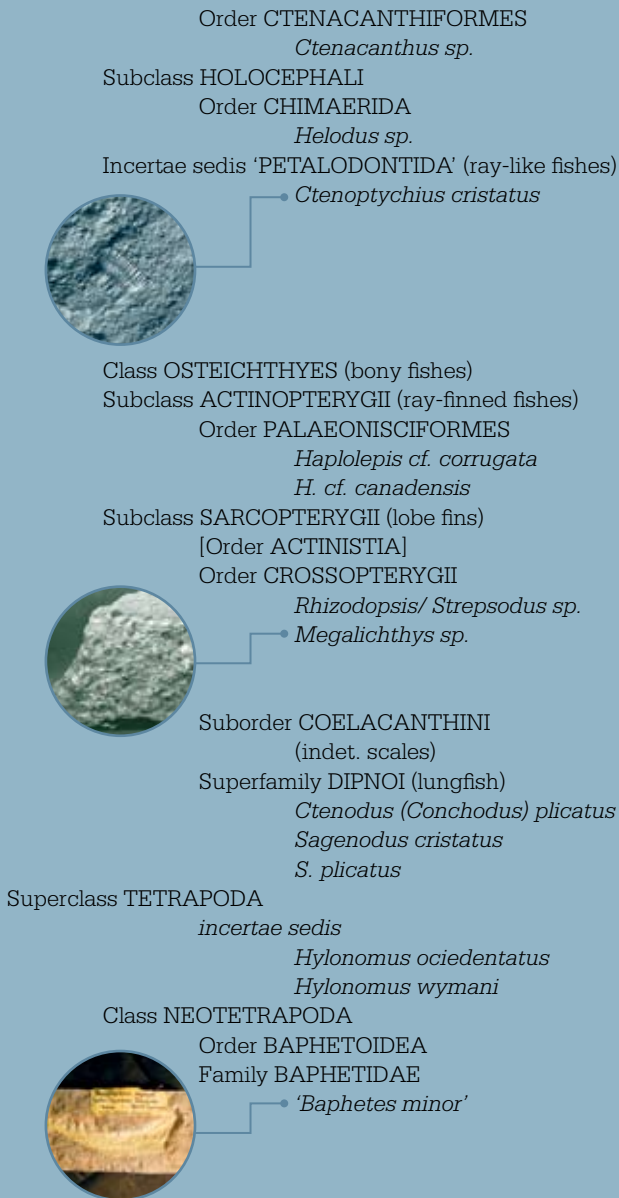 Order CTENACANTHIFORMES
Ctenacanthus sp.
Subclass HOLOCEPHALI
Order CHIMAERIDA
Helodus sp.
Incertae sedis ‘PETALODONTIDA’ (ray-like fishes)
Ctenoptychius cristatus
Class OSTEICHTHYES (bony fishes)
Subclass ACTINOPTERYGII (ray-finned fishes)
Order PALAEONISCIFORMES
Haplolepis cf. corrugata
H. cf. canadensis
Subclass SARCOPTERYGII (lobe fins)
[Order ACTINISTIA]
Order CROSSOPTERYGII
Rhizodopsis/ Strepsodus sp.
Megalichthys sp.
Suborder COELACANTHINI
(indet. scales)
Superfamily DIPNOI (lungfish)
Ctenodus (Conchodus) plicatus
Sagenodus cristatus
S. plicatus
Superclass TETRAPODA
incertae sedis
Hylonomus ociedentatus
Hylonomus wymani
Class NEOTETRAPODA
Order BAPHETOIDEA
Family BAPHETIDAE
‘Baphetes minor’